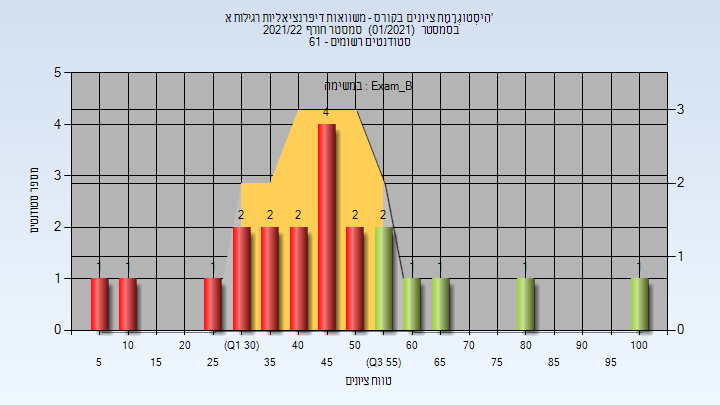 הִיסְטוֹגְרָמַת ציונים בקורס - משוואות דיפרנציאליות רגילות א'
בסמסטר (01/2021) סמסטר חורף 2021/22
סטודנטים רשומים - 61
במשימה : Exam_B
מספר סטודנטים
5
4
3
2
1
0
3
2
1
0
1 1 1 2 2 2 4 2 2 1 1 1 1
10 20 (Q1 30) 40 50 60 70 80 90 100
5 15 25 35 45 (Q3 55) 65 75 85 95
טווח ציונים